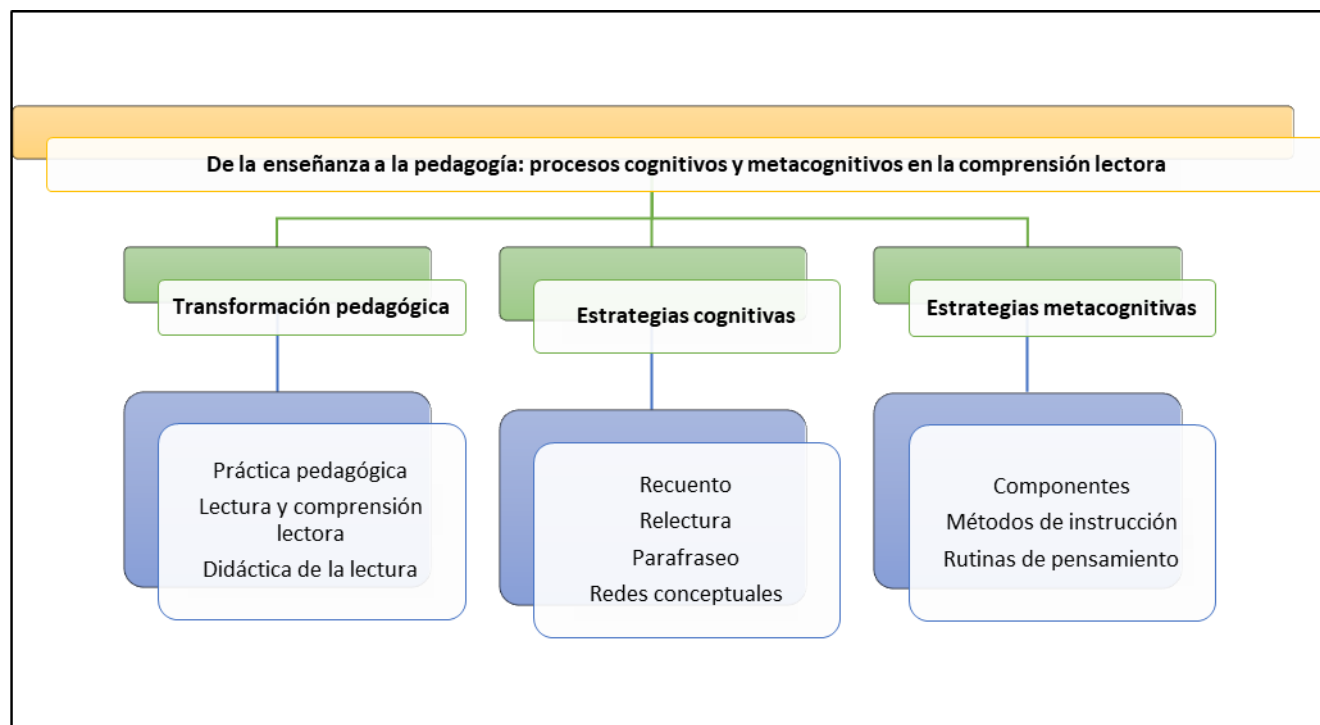 De la enseñanza a la pedagogía: procesos cognitivos y metacognitivos en la comprensión lectora
Transformación pedagógica
Estrategias cognitivas
Estrategias metacognitivas
Práctica pedagógica
Lectura y comprensión
lectora
Didáctica de la lectura
Recuento
Relectura
Parafraseo
Redes conceptuales
Componentes
Métodos de instrucción
Rutinas de pensamiento